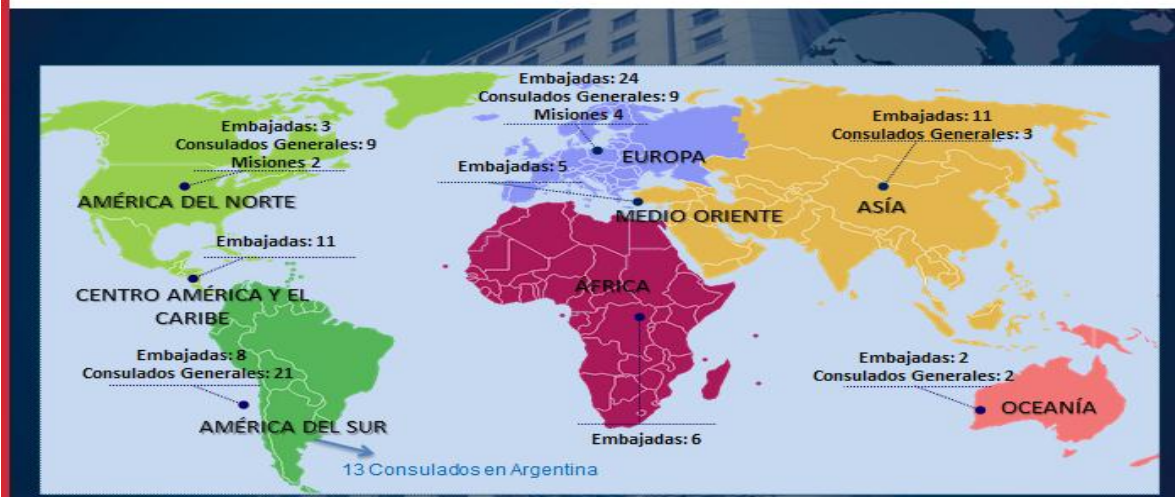 Embajadas: 3
Consulados Generales: 9
Misiones 2
AMÉRICA DEL NORTE
Embajadas: 24
Consulados Generales: 9
Misiones 4
EUROPA
Embajadas: 5
MEDIO ORIENTE
Embajadas: 11
Consulados Generales: 3
ASÍA
Embajadas: 11
CENTRO AMÉRICA Y EL
CARIBE
ÁFRICA
Embajadas: 6
Embajadas: 8
Consulados Generales: 21
AMÉRICA DEL SUR
13 Consulados en Argentina
Embajadas: 2
Consulados Generales: 2
OCEANÍA